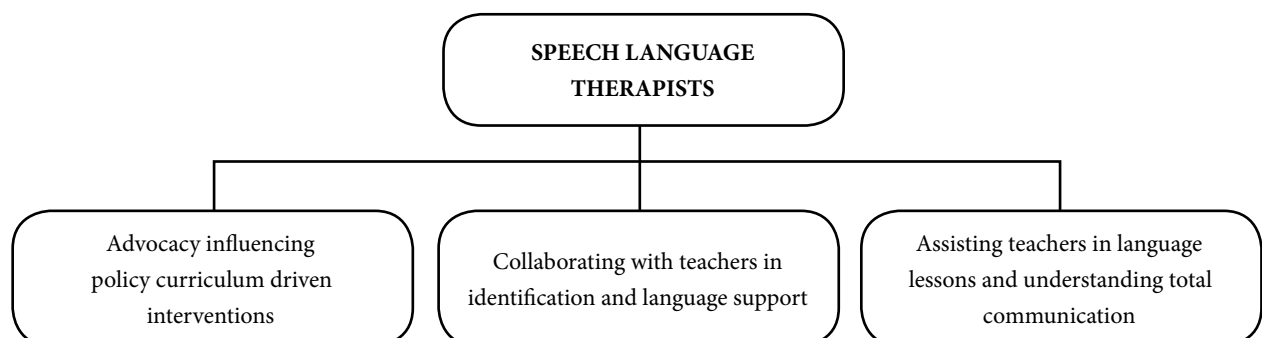 SPEECH LANGUAGE
THERAPISTS
Advocacy influencing
policy curriculum driven
interventions
Collaborating with teachers in
identification and language support
Assisting teachers in language
lessons and understanding total
communication